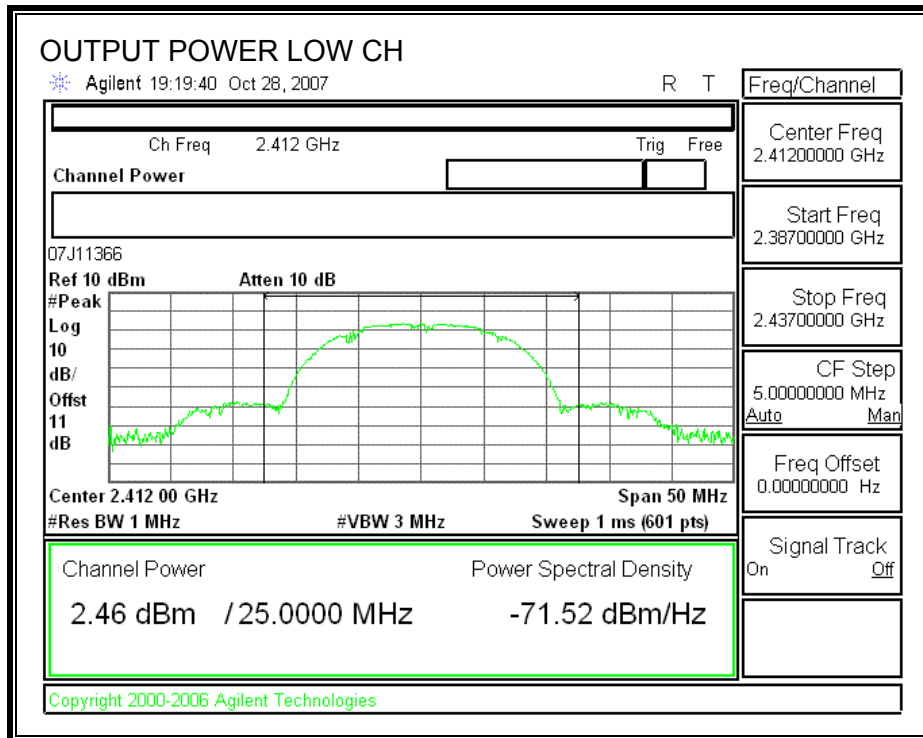 OUTPUT POWER LOW CH
Agilent 19:19:40 Oct 28, 2007 R T
Freq/Channel
Ch Freq 2.412 GHz Trig Free
Channel Power
Center Freq
2.41200000 GHz
Start Freq
2.38700000 GHz
Stop Freq
2.43700000 GHz
CF Step
5.00000000 MHz
Auto Man
Freq Offset
0.00000000 Hz
Signal Track
On Off
07J11366
Ref 10 dBm Atten 10 dB
#Peak
Log
10
dB/
Offst
11
dB
Center 2.412 00 GHz Span 50 MHz
#Res BW 1 MHz #VBW 3 MHz Sweep 1 ms (601 pts)
Channel Power Power Spectral Density
2.46 dBm / 25.0000 MHz -71.52 dBm/Hz
Copyright 2000-2006 Agilent Technologies